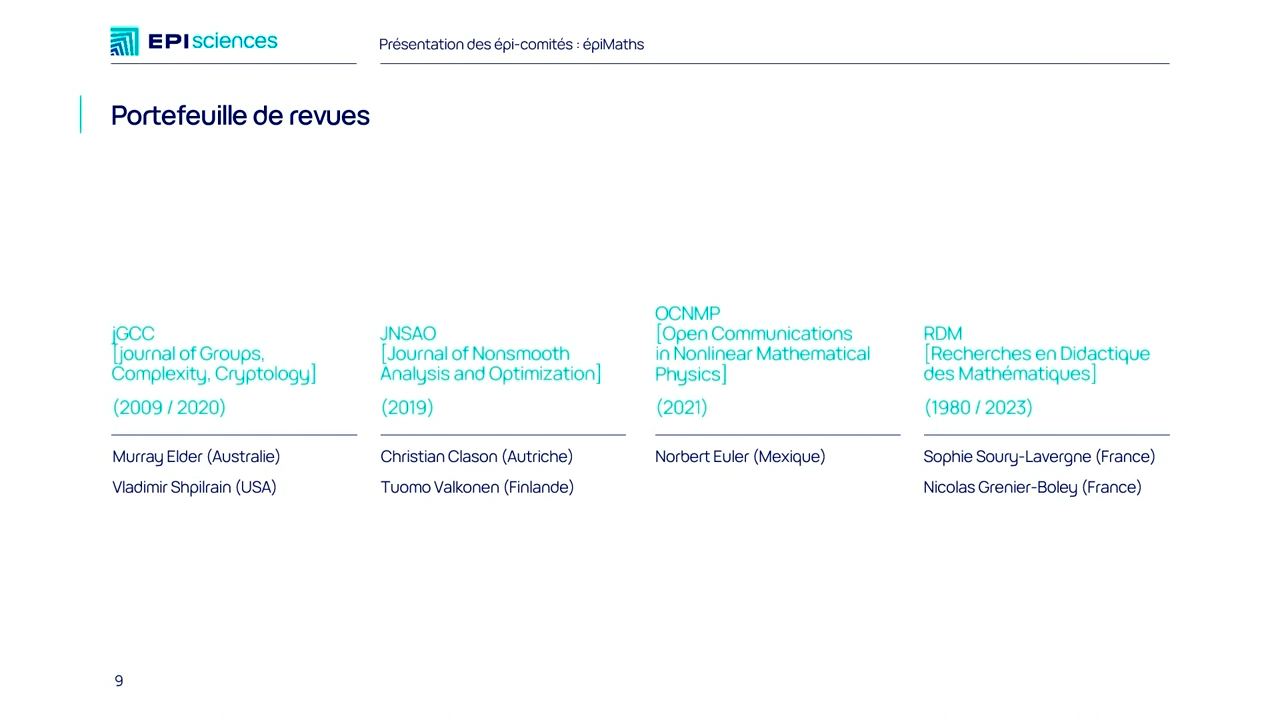 EPIsciences
Présentation des épi-comités : épiMaths
Portefeuille de revues
jGCC
[journal of Groups,
Complexity, Cryptology]
(2009 / 2020)
Murray Elder (Australie)
Vladimir Shpilrain (USA)
JNSAO
[Journal of Nonsmooth
Analysis and Optimization]
(2019)
Christian Clason (Autriche)
Tuomo Valkonen (Finlande)
OCNMP
[Open Communications
in Nonlinear Mathematical
Physics]
(2021)
Norbert Euler (Mexique)
RDM
[Recherches en Didactique
des Mathématiques]
(1980 / 2023)
Sophie Soury-Lavergne (France)
Nicolas Grenier-Boley (France)
9